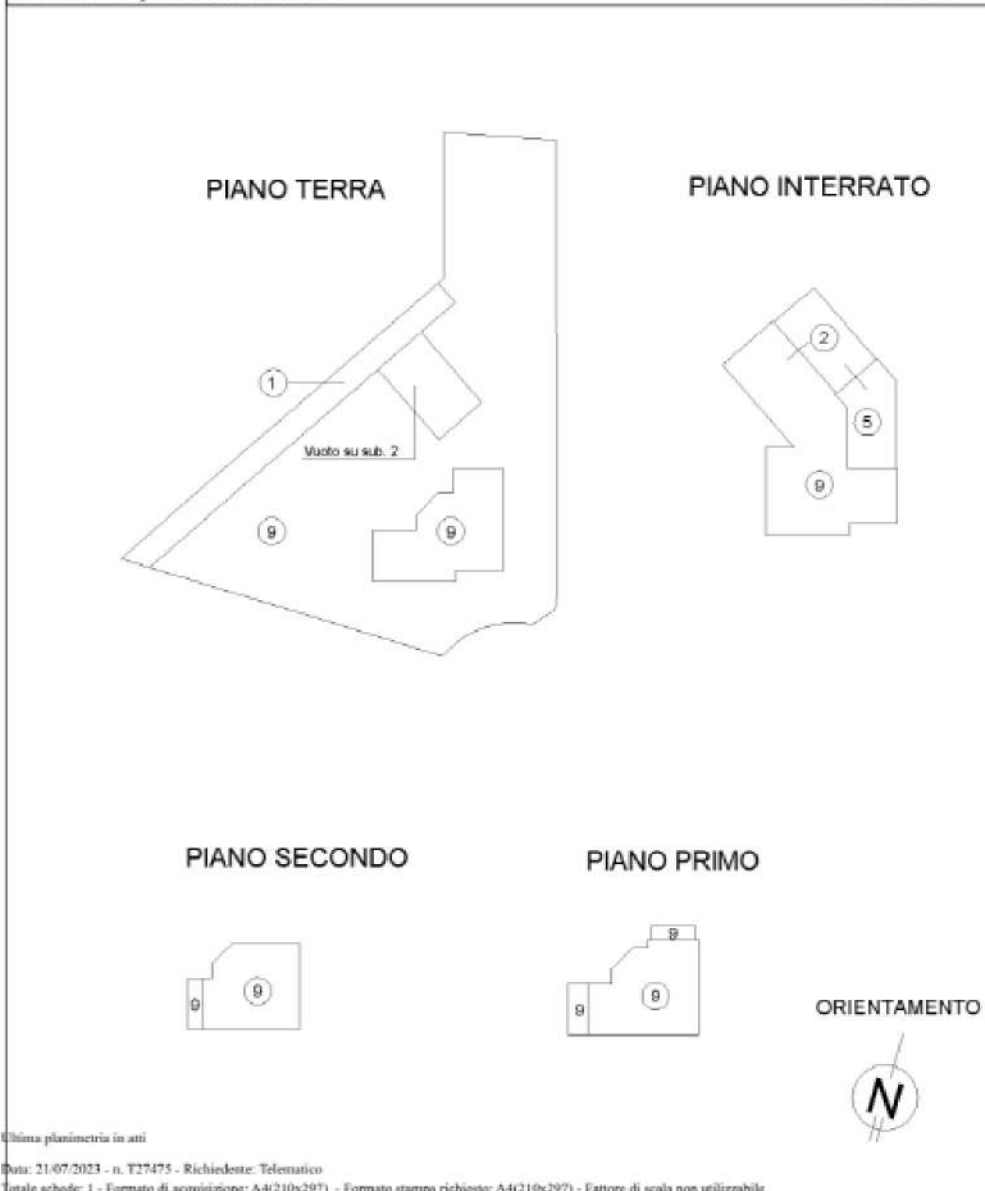 PIANO TERRA
PIANO INTERRATO
1
2
Vuoto su sub. 2
5
9
9
9
PIANO SECONDO
PIANO PRIMO
9
9
9
9
9
ORIENTAMENTO
N
Ultima planimetria in atti
Data: 21/07/2023 - n. T27475 - Richiedente: Telematico
Totale schede: 1 - Formato di acquisizione: A4(210x297) - Formato stampa richiesto: A4(210x297) - Fattore di scala non utilizzabile